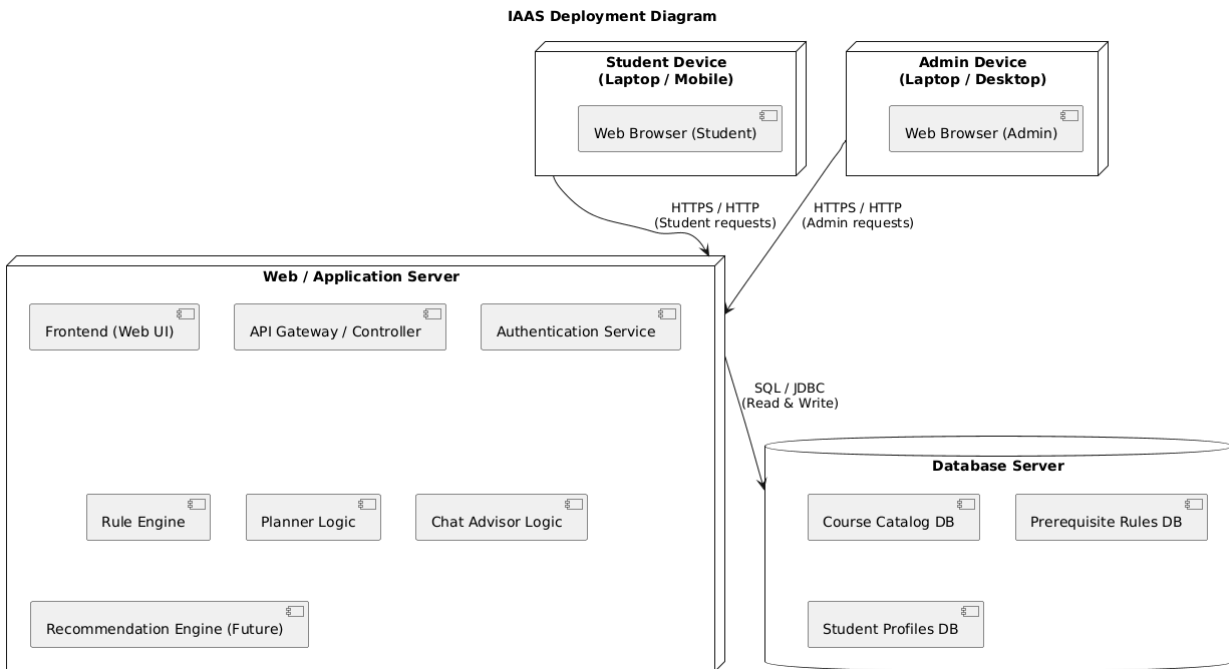 IAAS Deployment Diagram
Student Device
(Laptop / Mobile)
Web Browser (Student)
Admin Device
(Laptop / Desktop)
Web Browser (Admin)
HTTPS / HTTP
(Student requests)
HTTPS / HTTP
(Admin requests)
Web / Application Server
Frontend (Web UI)
API Gateway / Controller
Authentication Service
Rule Engine
Planner Logic
Chat Advisor Logic
Recommendation Engine (Future)
SQL / JDBC
(Read & Write)
Database Server
Course Catalog DB
Prerequisite Rules DB
Student Profiles DB